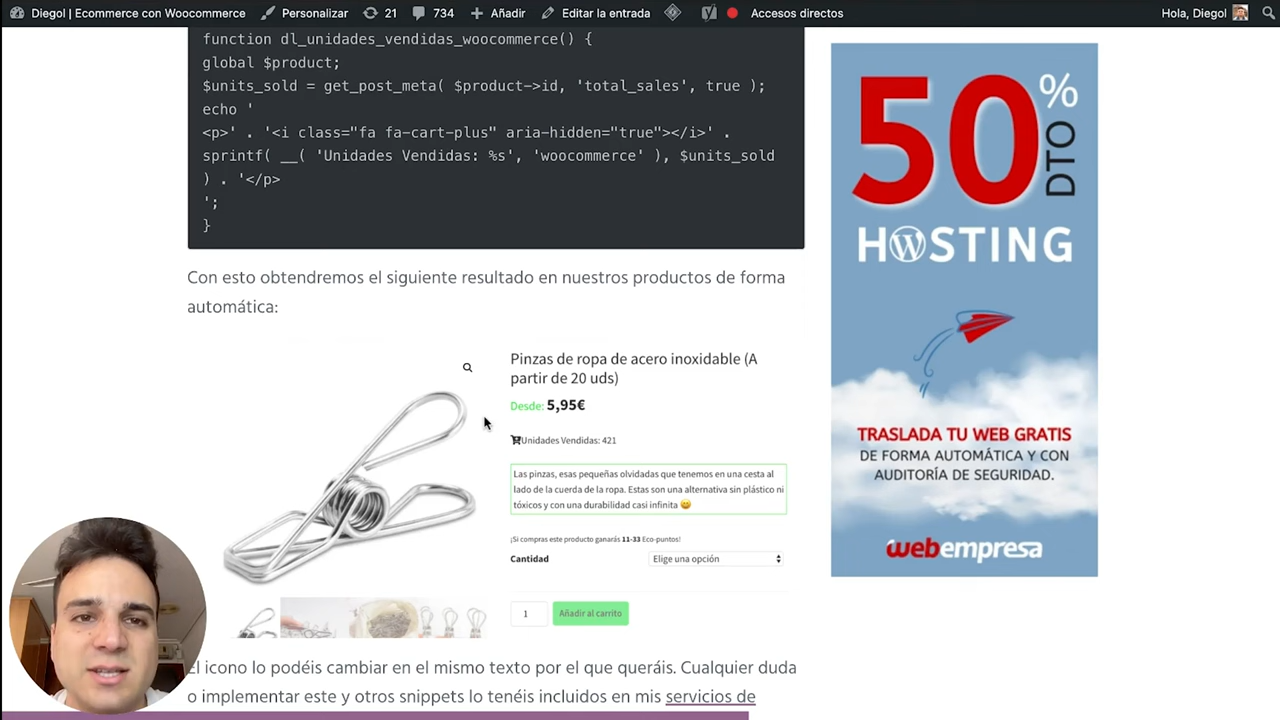 Diegol | Ecommerce con Woocommerce Personalizar 21 734 Añadir Editar la entrada Accesos directos Hola, Diegol
function dl_unidades_vendidas_woocommerce() {
global $product;
$units_sold = get_post_meta( $product->id, 'total_sales', true );
echo '
<p>' . '<i class="fa fa-cart-plus" aria-hidden="true"></i>' .
sprintf( __( 'Unidades Vendidas: %s', 'woocommerce' ), $units_sold
) . '</p>
';
}
Con esto obtendremos el siguiente resultado en nuestros productos de forma
automática:
Pinzas de ropa de acero inoxidable (A
partir de 20 uds)
Desde: 5,95€
Unidades Vendidas: 421
Las pinzas, esas pequeñas olvidadas que tenemos en una cesta al
lado de la cuerda de la ropa. Estas son una alternativa sin plástico ni
tóxicos y con una durabilidad casi infinita 😀
¡Si compras este producto ganarás 11-33 Eco-puntos!
Cantidad Elige una opción
1 Añadir al carrito
El icono lo podéis cambiar en el mismo texto por el que queráis. Cualquier duda
o implementar este y otros snippets lo tenéis incluidos en mis servicios de
50% DTO
HOSTING
TRASLADA TU WEB GRATIS
DE FORMA AUTOMÁTICA Y CON
AUDITORÍA DE SEGURIDAD.
webempresa